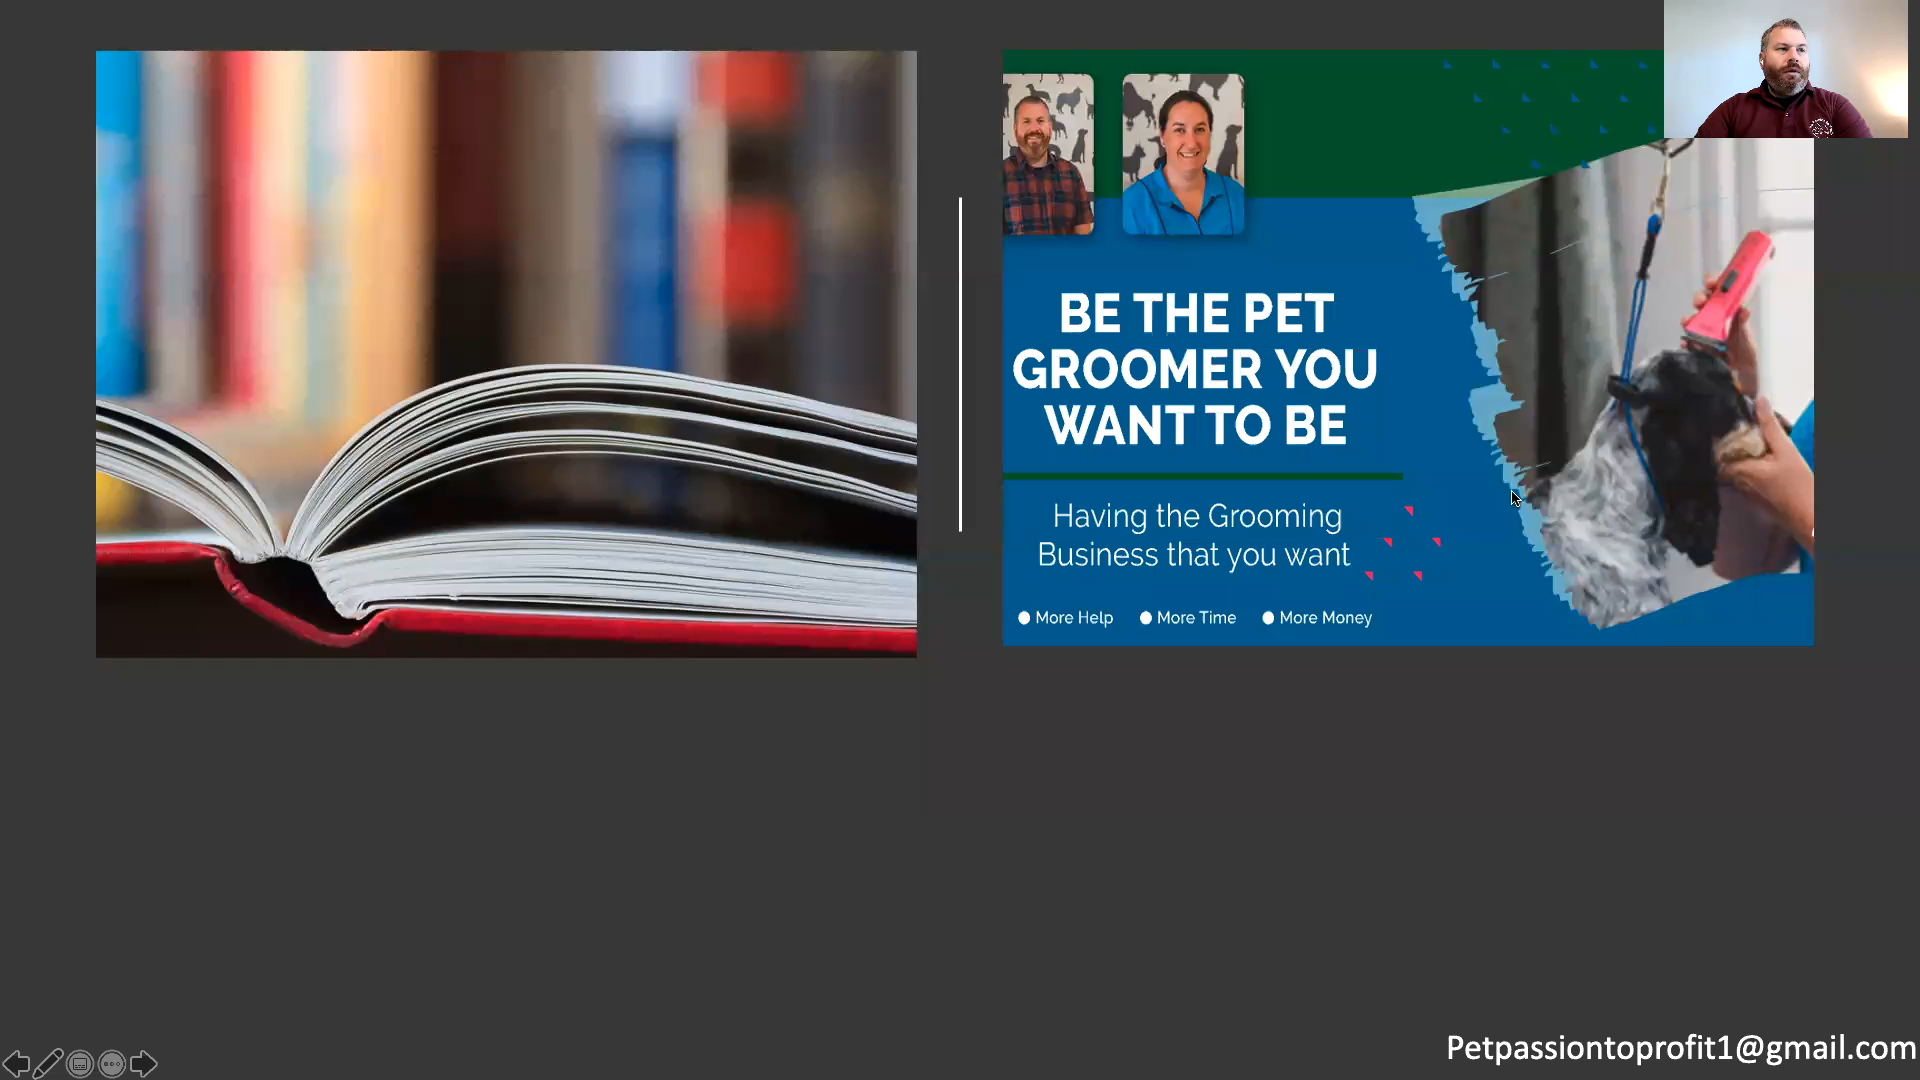 BE THE PET
GROOMER YOU
WANT TO BE
Having the Grooming
Business that you want
More Help
More Time
More Money
Petpassiontoprofit1@gmail.com